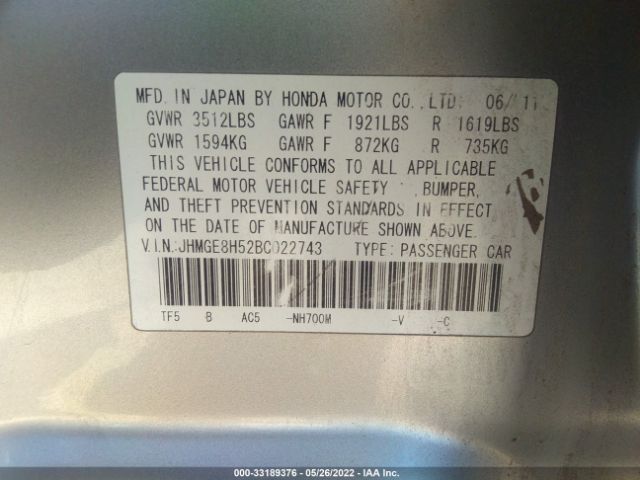 MFD. IN JAPAN BY HONDA MOTOR CO.,LTD. 06/11
GVWR 3512LBS GAWR F 1921LBS R 1619LBS
GVWR 1594KG GAWR F 872KG R 735KG
THIS VEHICLE CONFORMS TO ALL APPLICABLE
FEDERAL MOTOR VEHICLE SAFETY , BUMPER,
AND THEFT PREVENTION STANDARDS IN EFFECT
ON THE DATE OF MANUFACTURE SHOWN ABOVE.
V.I.N.:JHMGE8H52BC022743 TYPE: PASSENGER CAR
TF5 B AC5 -NH700M -V -C
000-33189376 - 05/26/2022 - IAA Inc.